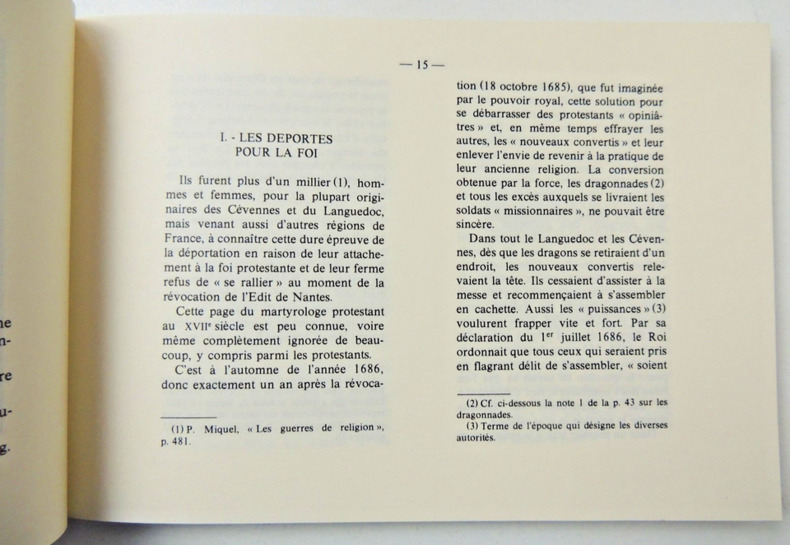 — 15 —
I. - LES DEPORTES
POUR LA FOI
Ils furent plus d'un millier (1), hom-
mes et femmes, pour la plupart origi-
naires des Cévennes et du Languedoc,
mais venant aussi d'autres régions de
France, à connaître cette dure épreuve de
la déportation en raison de leur attache-
ment à la foi protestante et de leur ferme
refus de « se rallier » au moment de la
révocation de l'Edit de Nantes.
Cette page du martyrologe protestant
au XVIIe siècle est peu connue, voire
même complètement ignorée de beau-
coup, y compris parmi les protestants.
C'est à l'automne de l'année 1686,
donc exactement un an après la révoca-
(1) P. Miquel, « Les guerres de religion »,
p. 481.
tion (18 octobre 1685), que fut imaginée
par le pouvoir royal, cette solution pour
se débarrasser des protestants « opiniâ-
tres » et, en même temps effrayer les
autres, les « nouveaux convertis » et leur
enlever l'envie de revenir à la pratique de
leur ancienne religion. La conversion
obtenue par la force, les dragonnades (2)
et tous les excès auxquels se livraient les
soldats « missionnaires », ne pouvait être
sincère.
Dans tout le Languedoc et les Céven-
nes, dès que les dragons se retiraient d'un
endroit, les nouveaux convertis rele-
vaient la tête. Ils cessaient d'assister à la
messe et recommençaient à s'assembler
en cachette. Aussi les « puissances » (3)
voulurent frapper vite et fort. Par sa
déclaration du 1er juillet 1686, le Roi
ordonnait que tous ceux qui seraient pris
en flagrant délit de s'assembler, « soient
(2) Cf. ci-dessous la note 1 de la p. 43 sur les
dragonnades.
(3) Terme de l'époque qui désigne les diverses
autorités.